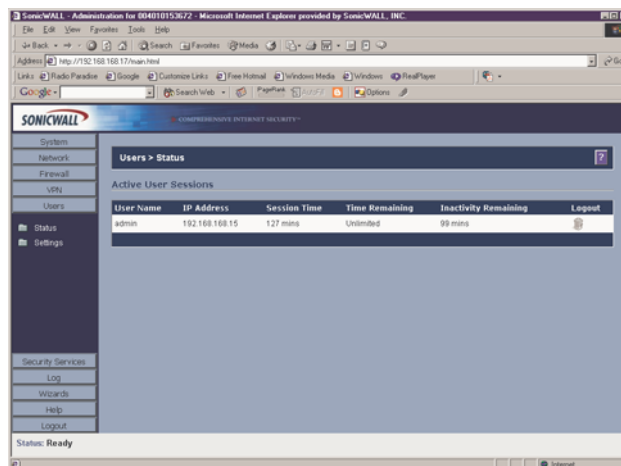 SonicWALL - Administration for 004010153672 - Microsoft Internet Explorer provided by SonicWALL, INC.
File Edit View Favorites Tools Help
Back Search Favorites Media
Address http://192.168.168.17/main.html
Links Radio Paradise Google Customize Links Free Hotmail Windows Media Windows RealPlayer
Google Search Web PageRank AutoFill Options
SONICWALL
COMPREHENSIVE INTERNET SECURITY™
System
Network
Firewall
VPN
Users
Status
Settings
Security Services
Log
Wizards
Help
Logout
Users > Status
?
Active User Sessions
User Name IP Address Session Time Time Remaining Inactivity Remaining Logout
admin 192.168.168.15 127 mins Unlimited 99 mins
Status: Ready
Internet